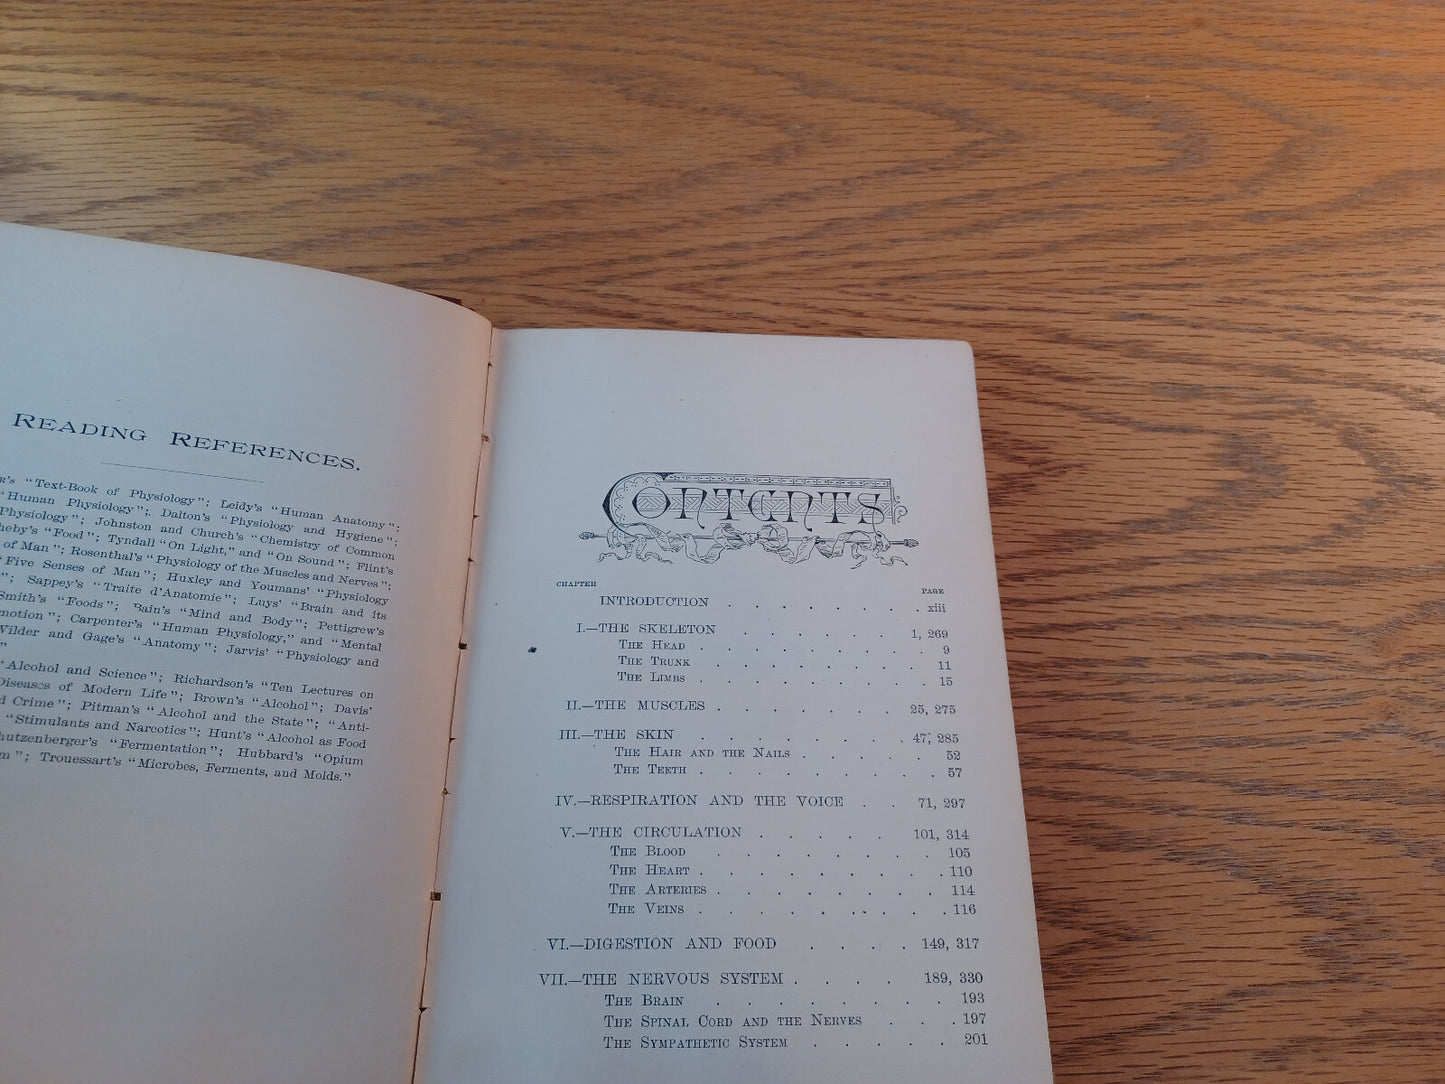 READING REFERENCES.
"Text-Book of Physiology"; Leidy's "Human Anatomy";
"Human Physiology"; Dalton's "Physiology and Hygiene";
Physiology"; Johnston and Church's "Chemistry of Common
"Food"; Tyndall "On Light," and "On Sound"; Flint's
of Man"; Rosenthal's "Physiology of the Muscles and Nerves";
"Five Senses of Man"; Huxley and Youmans' "Physiology
"; Sappey's "Traite d'Anatomie"; Luys' "Brain and its
Smith's "Foods"; Bain's "Mind and Body"; Pettigrew's
Carpenter's "Human Physiology," and "Mental
Wilder and Gage's "Anatomy"; Jarvis' "Physiology and
"
"Alcohol and Science"; Richardson's "Ten Lectures on
Diseases of Modern Life"; Brown's "Alcohol"; Davis'
Crime"; Pitman's "Alcohol and the State"; "Anti-
"Stimulants and Narcotics"; Hunt's "Alcohol as Food
"Fermentation"; Hubbard's "Opium
Trouessart's "Microbes, Ferments, and Molds."
CONTENTS
CHAPTER PAGE
INTRODUCTION . . . . . . . xiii
I.—THE SKELETON . . . . . . 1, 269
THE HEAD . . . . . . . . . 9
THE TRUNK . . . . . . . . . 11
THE LIMBS . . . . . . . . . 15
II.—THE MUSCLES . . . . . . 25, 275
III.—THE SKIN . . . . . . . 47, 285
THE HAIR AND THE NAILS . . . . . 52
THE TEETH . . . . . . . . . 57
IV.—RESPIRATION AND THE VOICE . . 71, 297
V.—THE CIRCULATION . . . . . 101, 314
THE BLOOD . . . . . . . . 105
THE HEART . . . . . . . . . 110
THE ARTERIES . . . . . . . . 114
THE VEINS . . . . . . . . . 116
VI.—DIGESTION AND FOOD . . . . 149, 317
VII.—THE NERVOUS SYSTEM . . . . 189, 330
THE BRAIN . . . . . . . . 193
THE SPINAL CORD AND THE NERVES . . . 197
THE SYMPATHETIC SYSTEM . . . . . 201